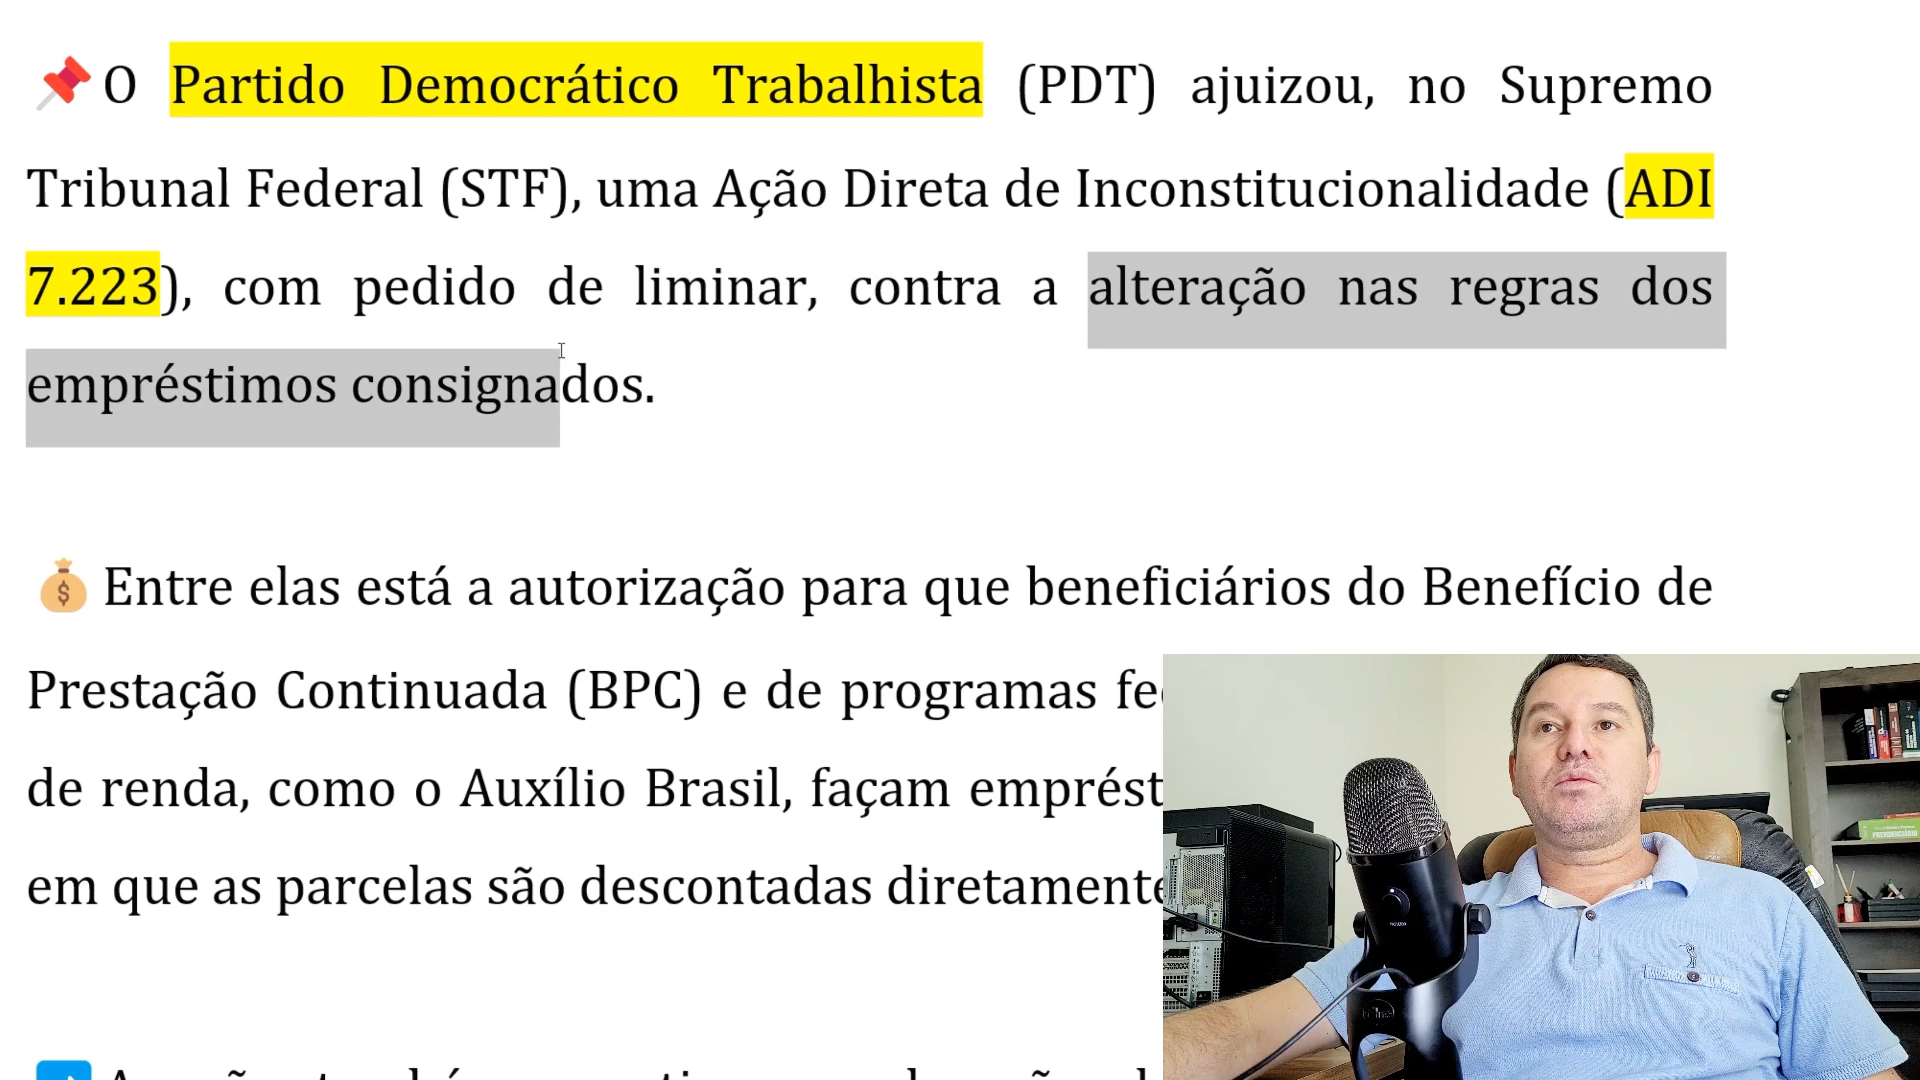 O Partido Democrático Trabalhista (PDT) ajuizou, no Supremo
Tribunal Federal (STF), uma Ação Direta de Inconstitucionalidade (ADI
7.223), com pedido de liminar, contra a alteração nas regras dos
empréstimos consignados.
Entre elas está a autorização para que beneficiários do Benefício de
Prestação Continuada (BPC) e de programas fe
de renda, como o Auxílio Brasil, façam emprést
em que as parcelas são descontadas diretamente
PREVIDENCIÁRIO